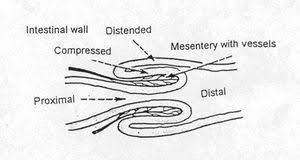 Intestinal wall
Distended
Compressed
Mesentery with vessels
Proximal
Distal